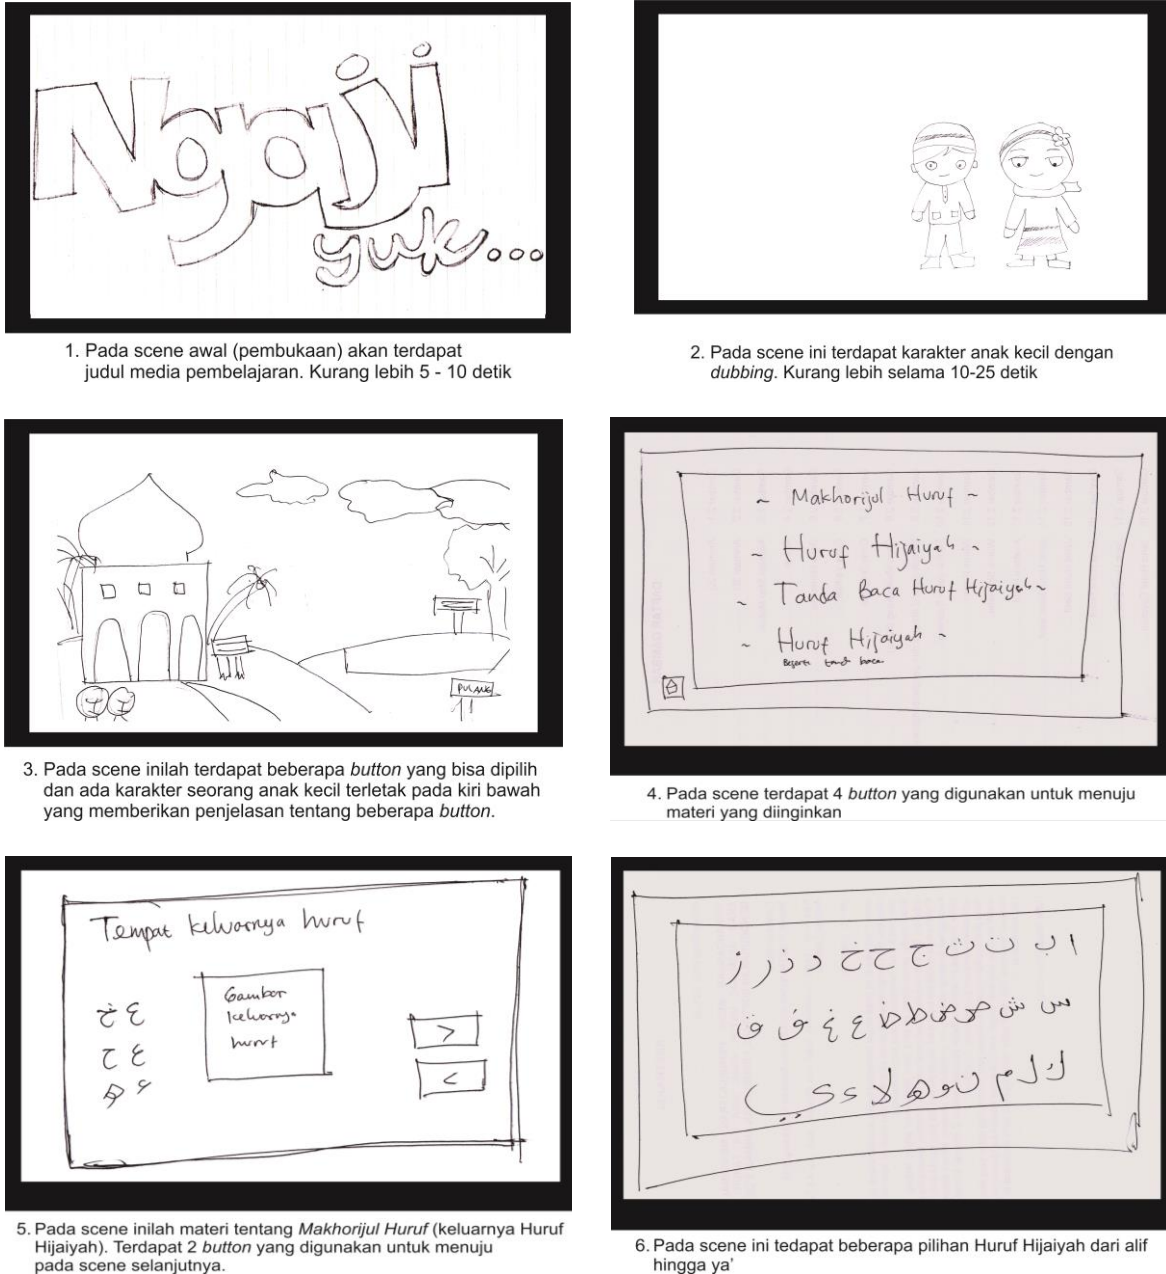 Ngaji
yuk...
1. Pada scene awal (pembukaan) akan terdapat
judul media pembelajaran. Kurang lebih 5 - 10 detik
2. Pada scene ini terdapat karakter anak kecil dengan
dubbing. Kurang lebih selama 10-25 detik
PULANG
3. Pada scene inilah terdapat beberapa button yang bisa dipilih
dan ada karakter seorang anak kecil terletak pada kiri bawah
yang memberikan penjelasan tentang beberapa button.
~ Makhorijul Huruf ~
~ Huruf Hijaiyah ~
~ Tanda Baca Huruf Hijaiyah ~
~ Huruf Hijaiyah ~
Beserta tanda baca
4. Pada scene terdapat 4 button yang digunakan untuk menuju
materi yang diinginkan
Tempat keluarnya huruf
Gambar
keluarnya
huruf
غ خ
ع ح
ء ه
>
<
5. Pada scene inilah materi tentang Makhorijul Huruf (keluarnya Huruf
Hijaiyah). Terdapat 2 button yang digunakan untuk menuju
pada scene selanjutnya.
ا ب ت ث ج ح خ د ذ ر ز
س ش ص ض ط ظ ع غ ف ق
ك ل م ن و ه لا ء ي
6. Pada scene ini tedapat beberapa pilihan Huruf Hijaiyah dari alif
hingga ya'